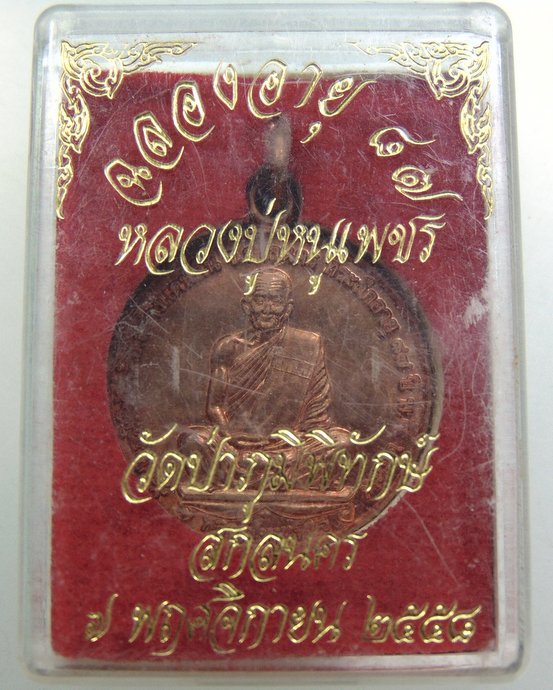 ฉลองอายุ ๘๘
หลวงปู่หนูเพชร
วัดป่าภูมิพิทักษ์
สกลนคร
๗ พฤศจิกายน ๒๕๕๘